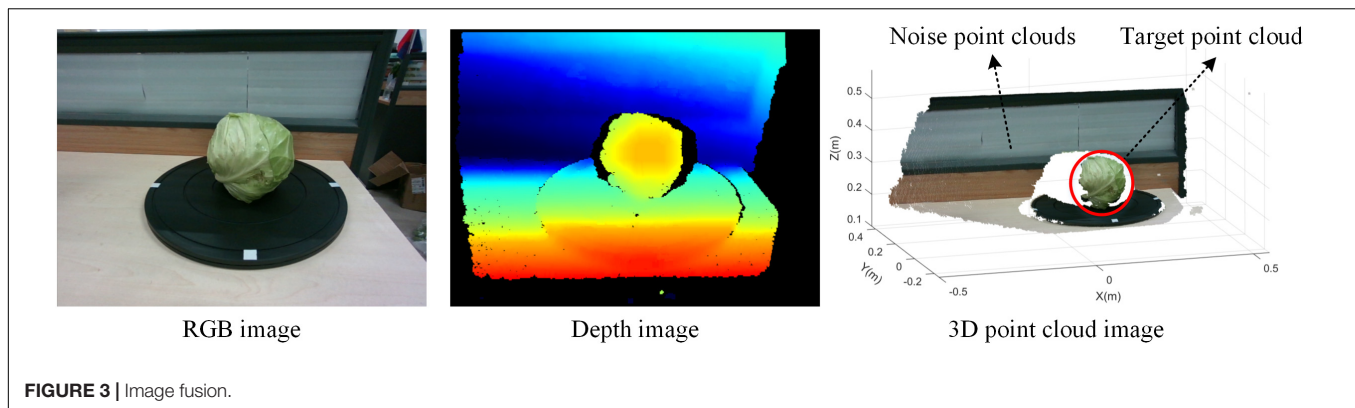 Noise point clouds
Target point cloud
0.5
0.4
0.3
0.2
0.1
Z(m)
0.4
0.2
0
-0.2
Y(m)
-0.5
0
0.5
X(m)
RGB image
Depth image
3D point cloud image
FIGURE 3 | Image fusion.